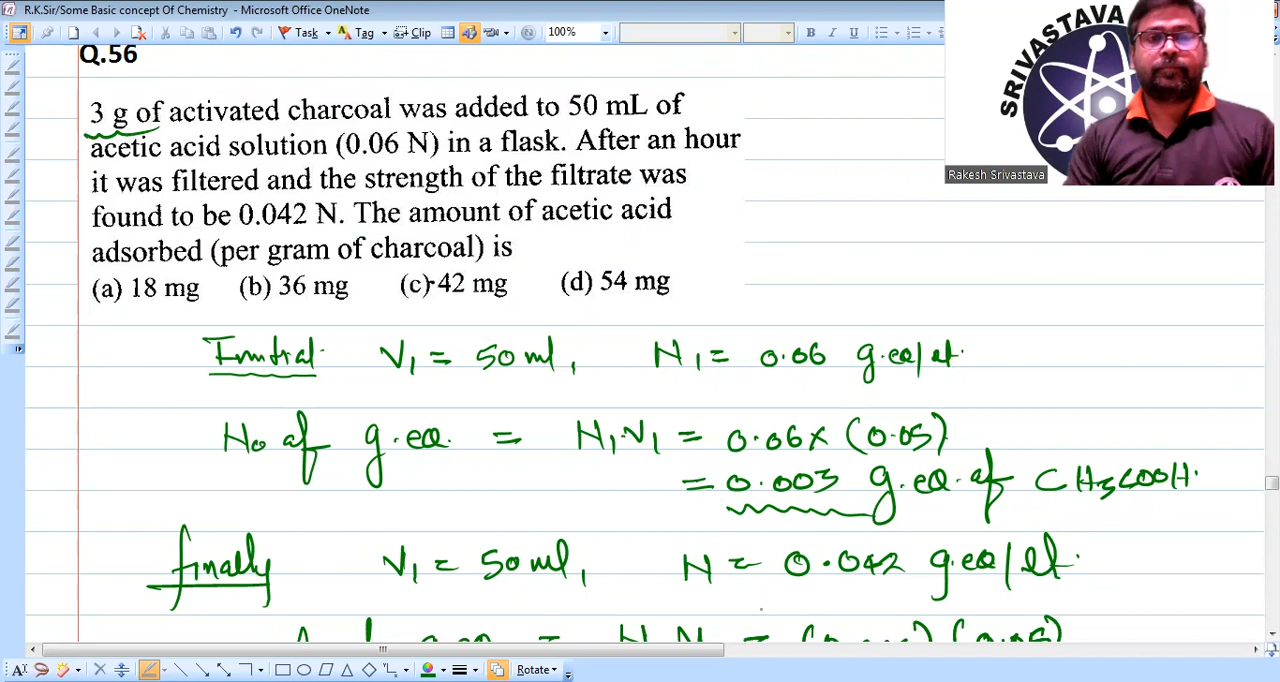 R.K.Sir/Some Basic concept Of Chemistry - Microsoft Office OneNote
Task Tag Clip 100% B I U
Q.56
3 g of activated charcoal was added to 50 mL of
acetic acid solution (0.06 N) in a flask. After an hour
it was filtered and the strength of the filtrate was
found to be 0.042 N. The amount of acetic acid
adsorbed (per gram of charcoal) is
(a) 18 mg (b) 36 mg (c) 42 mg (d) 54 mg
V1 = 50 ml, N1 = 0.06 g.eq/lt.
No of g.eq. = N1.V1 = 0.06 x (0.05)
= 0.003 g.eq. of CH3COOH.
finally V1 = 50 ml, N = 0.042 g.eq/lt.
SRIVASTAVA
Rakesh Srivastava
Rotate